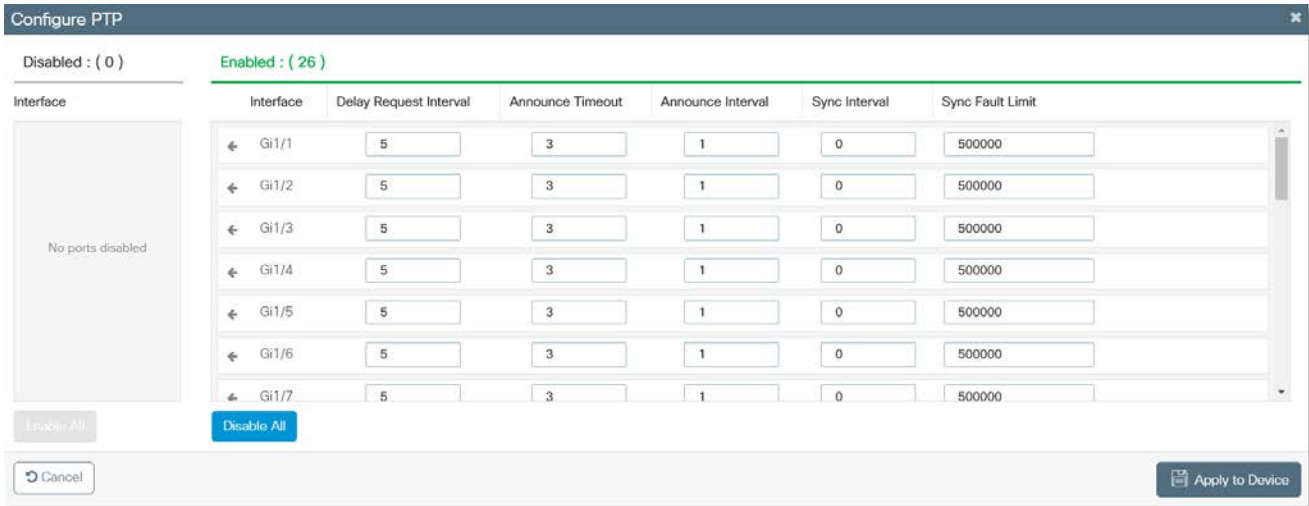 Configure PTP
Disabled : ( 0 )
Enabled : ( 26 )
Interface
Interface Delay Request Interval Announce Timeout Announce Interval Sync Interval Sync Fault Limit
Gi1/1 5 3 1 0 500000
Gi1/2 5 3 1 0 500000
Gi1/3 5 3 1 0 500000
No ports disabled
Gi1/4 5 3 1 0 500000
Gi1/5 5 3 1 0 500000
Gi1/6 5 3 1 0 500000
Gi1/7 5 3 1 0 500000
Enable All
Disable All
Cancel
Apply to Device